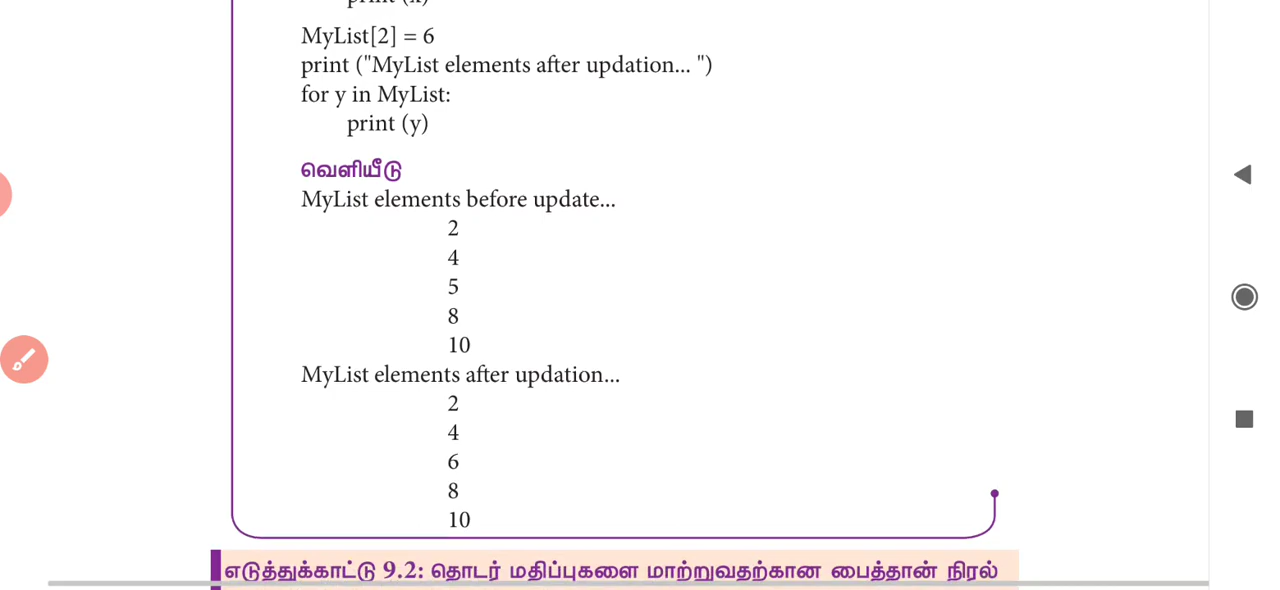 print (x)
MyList[2] = 6
print ("MyList elements after updation... ")
for y in MyList:
print (y)
வெளியீடு
MyList elements before update...
2
4
5
8
10
MyList elements after updation...
2
4
6
8
10
எடுத்துக்காட்டு 9.2: தொடர் மதிப்புகளை மாற்றுவதற்கான பைத்தான் நிரல்